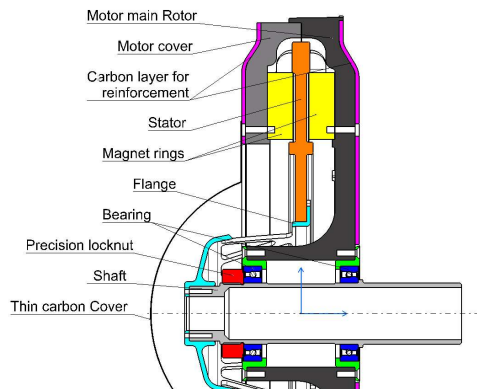 Motor main Rotor
Motor cover
Carbon layer for
reinforcement
Stator
Magnet rings
Flange
Bearing
Precision locknut
Shaft
Thin carbon Cover